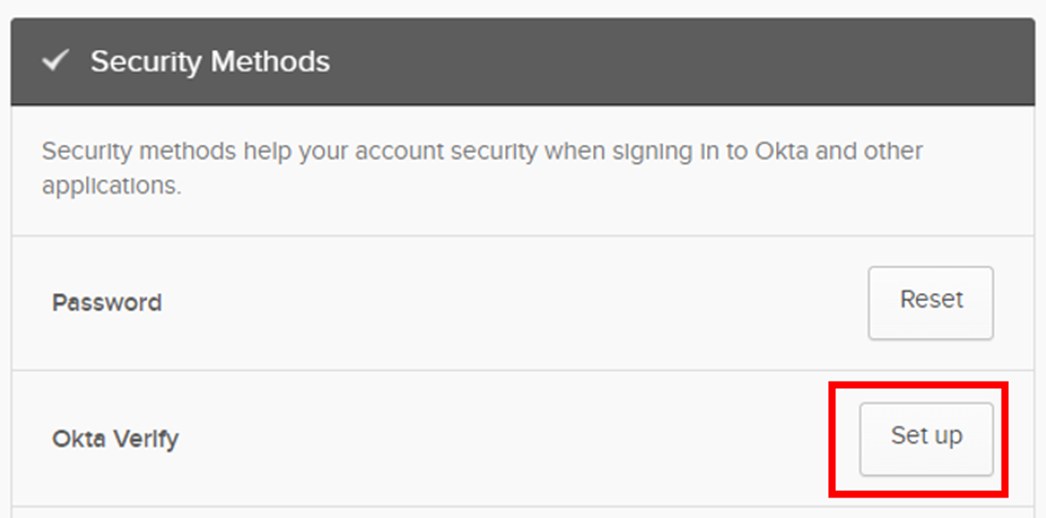 Security Methods
Security methods help your account security when signing in to Okta and other
applications.
Password
Reset
Okta Verify
Set up